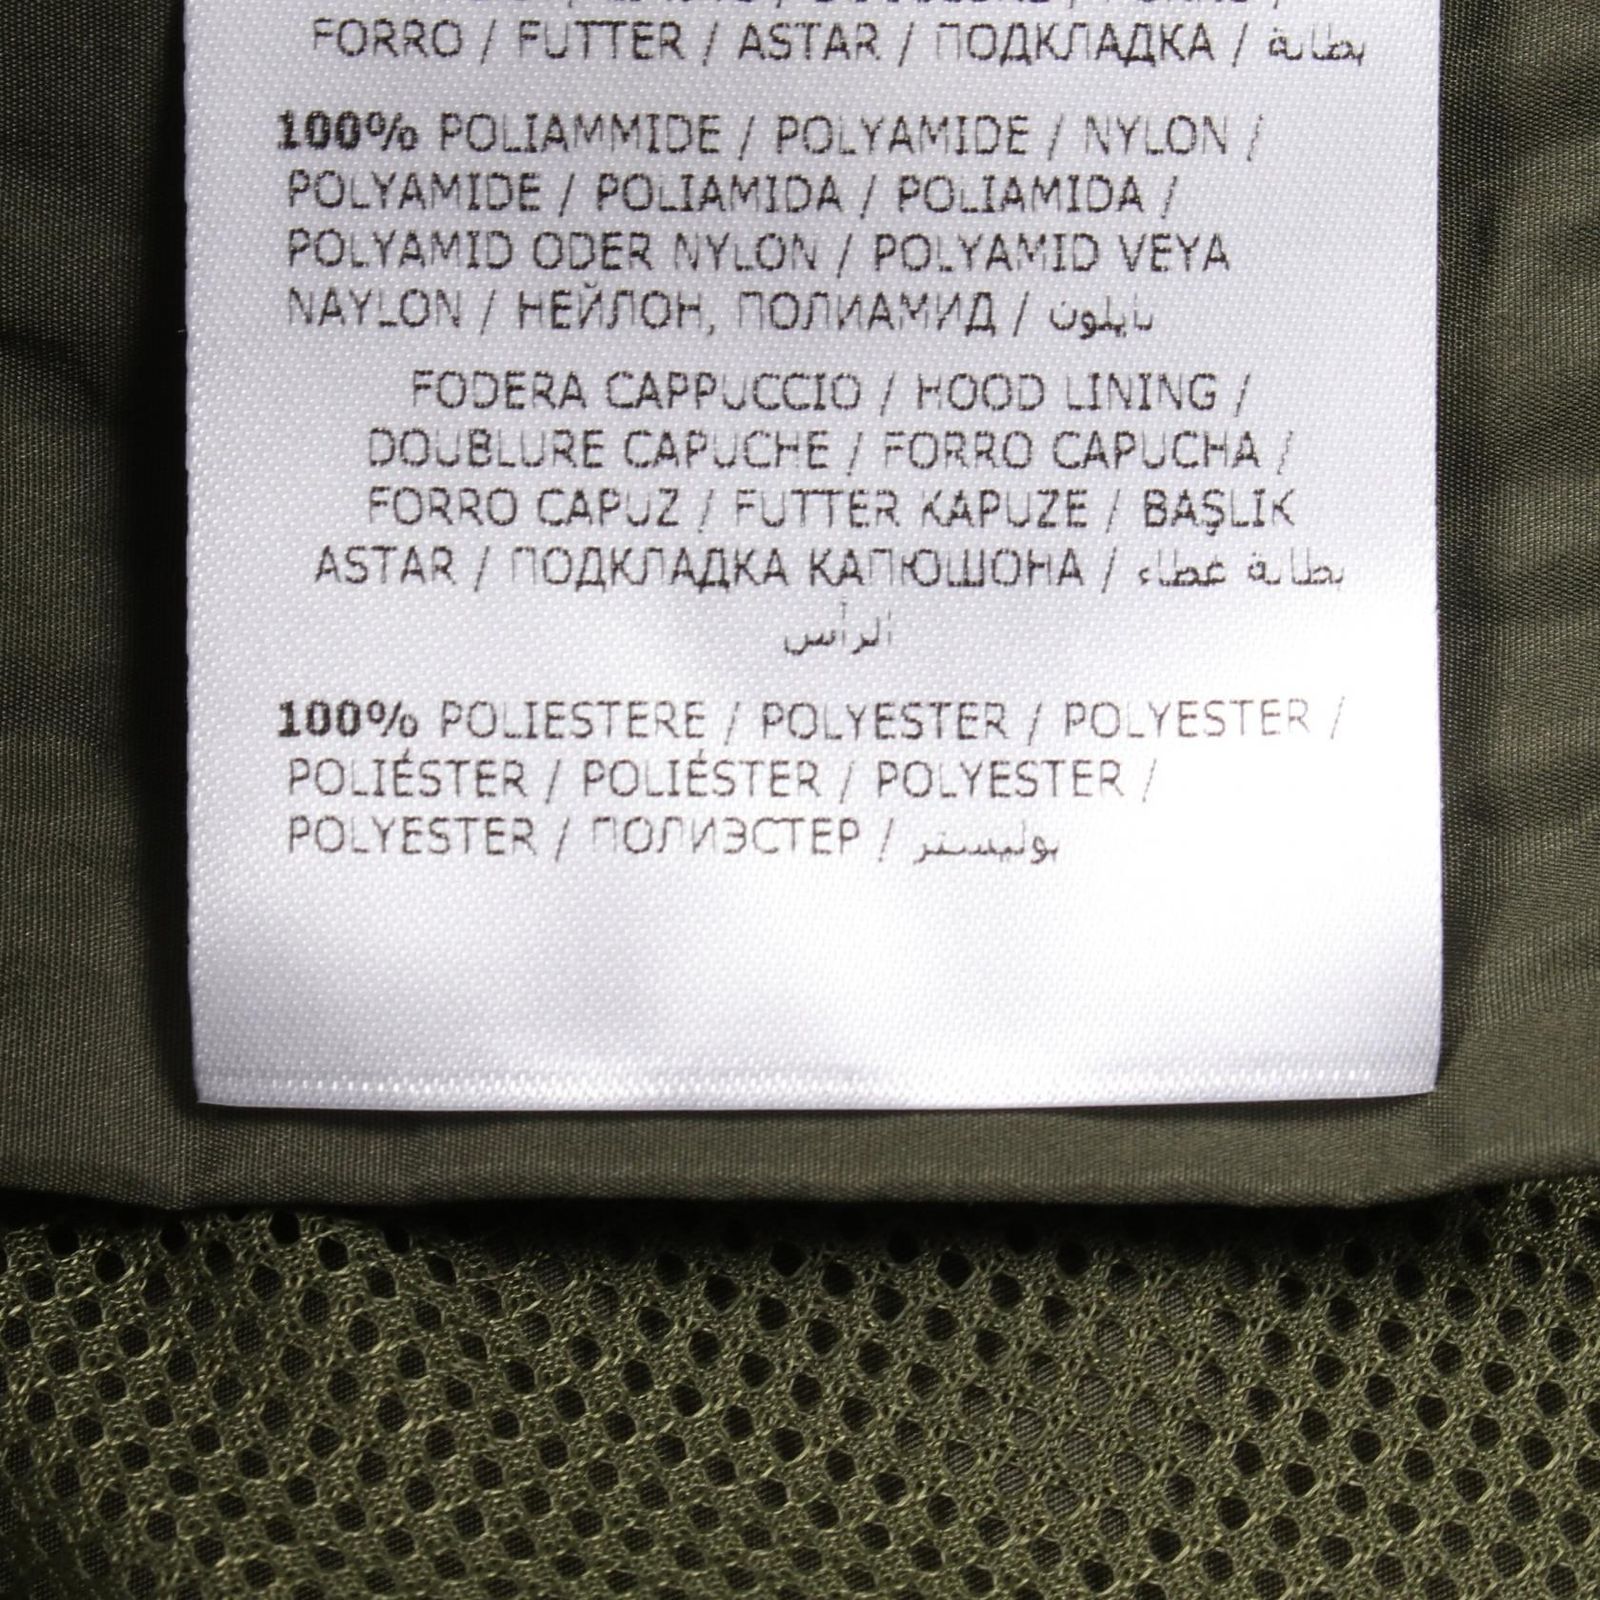 FORRO / FUTTER / ASTAR / ПОДКЛАДКА / بطانة
100% POLIAMMIDE / POLYAMIDE / NYLON /
POLYAMIDE / POLIAMIDA / POLIAMIDA /
POLYAMID ODER NYLON / POLYAMID VEYA
NAYLON / НЕЙЛОН, ПОЛИАМИД / نايلون
FODERA CAPPUCCIO / HOOD LINING /
DOUBLURE CAPUCHE / FORRO CAPUCHA /
FORRO CAPUZ / FUTTER KAPUZE / BAŞLIK
ASTAR / ПОДКЛАДКА КАПЮШОНА / بطانة غطاء
الرأس
100% POLIESTERE / POLYESTER / POLYESTER /
POLIÉSTER / POLIÉSTER / POLYESTER /
POLYESTER / ПОЛИЭСТЕР / بوليستر